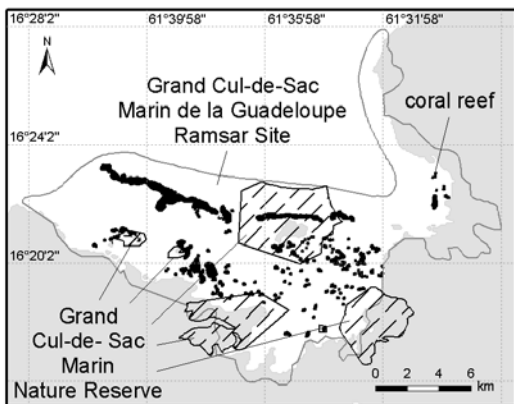 16°28'2"
61°39'58"
61°35'58"
61°31'58"
N
Grand Cul-de-Sac
Marin de la Guadeloupe
Ramsar Site
coral reef
16°24'2"
16°20'2"
Grand
Cul-de- Sac
Marin
Nature Reserve
0 2 4 6
km